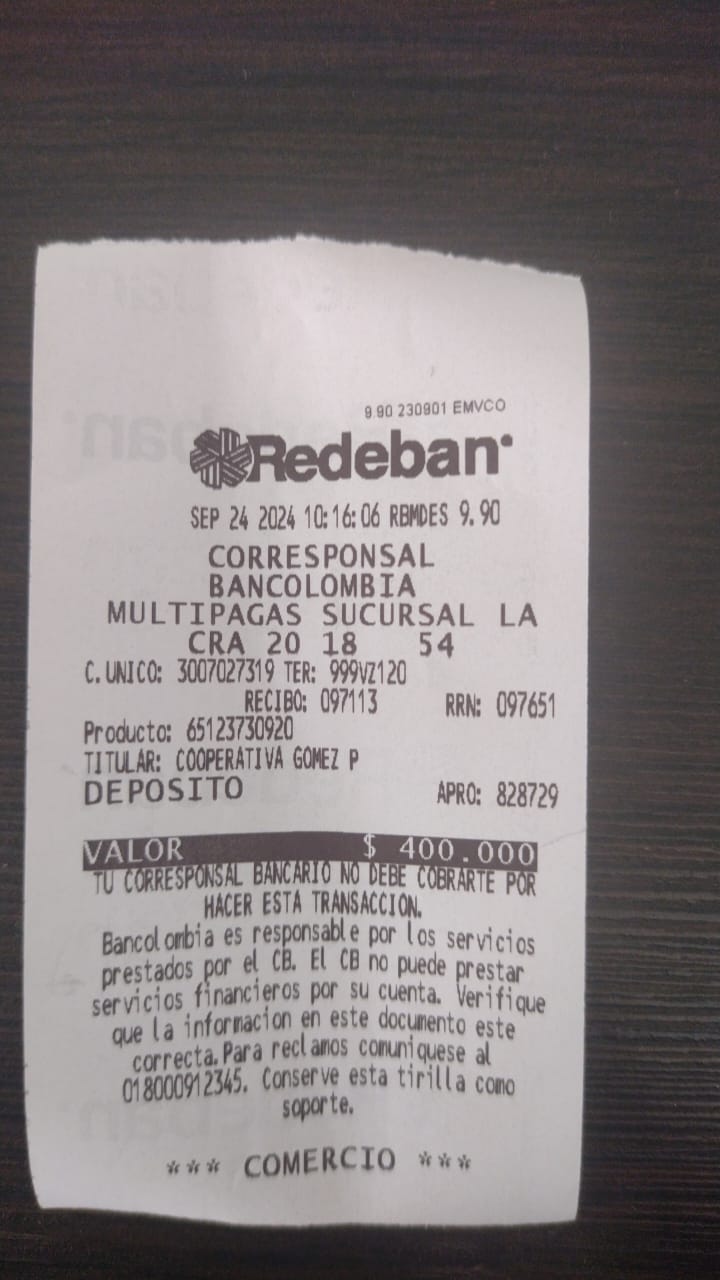 9.90 230901 EMVCO
Redeban
SEP 24 2024 10:16:06 RBMDES 9.90
CORRESPONSAL
BANCOLOMBIA
MULTIPAGAS SUCURSAL LA
CRA 20 18 54
C. UNICO: 3007027319 TER: 999VZ120
RECIBO: 097113 RRN: 097651
Producto: 65123730920
TITULAR: COOPERATIVA GOMEZ P
DEPOSITO APRO: 828729
VALOR $ 400.000
TU CORRESPONSAL BANCARIO NO DEBE COBRARTE POR
HACER ESTA TRANSACCION.
Bancolombia es responsable por los servicios
prestados por el CB. El CB no puede prestar
servicios financieros por su cuenta. Verifique
que la informacion en este documento este
correcta. Para reclamos comuniquese al
018000912345. Conserve esta tirilla como
soporte.
*** COMERCIO ***